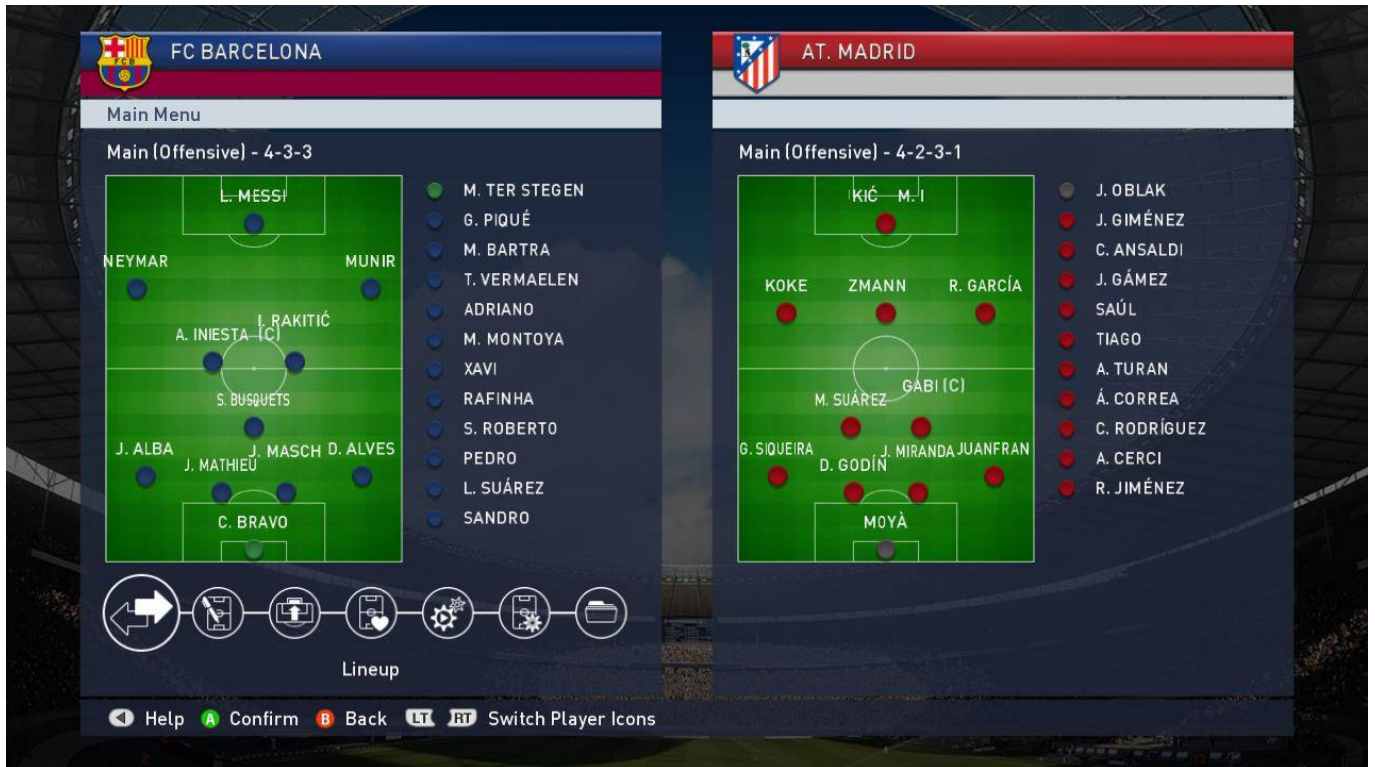 FC BARCELONA
Main Menu
Main (Offensive) - 4-3-3
L. MESSI
NEYMAR
MUNIR
I. RAKITIĆ
A. INIESTA (C)
S. BUSQUETS
J. ALBA
J. MASCH
D. ALVES
J. MATHIEU
C. BRAVO
M. TER STEGEN
G. PIQUÉ
M. BARTRA
T. VERMAELEN
ADRIANO
M. MONTOYA
XAVI
RAFINHA
S. ROBERTO
PEDRO
L. SUÁREZ
SANDRO
Lineup
AT. MADRID
Main (Offensive) - 4-2-3-1
KIĆ M. I
KOKE
ZMANN
R. GARCÍA
GABI (C)
M. SUÁREZ
G. SIQUEIRA
J. MIRANDA
JUANFRAN
D. GODÍN
MOYÀ
J. OBLAK
J. GIMÉNEZ
C. ANSALDI
J. GÁMEZ
SAÚL
TIAGO
A. TURAN
Á. CORREA
C. RODRÍGUEZ
A. CERCI
R. JIMÉNEZ
Help A Confirm B Back LT RT Switch Player Icons